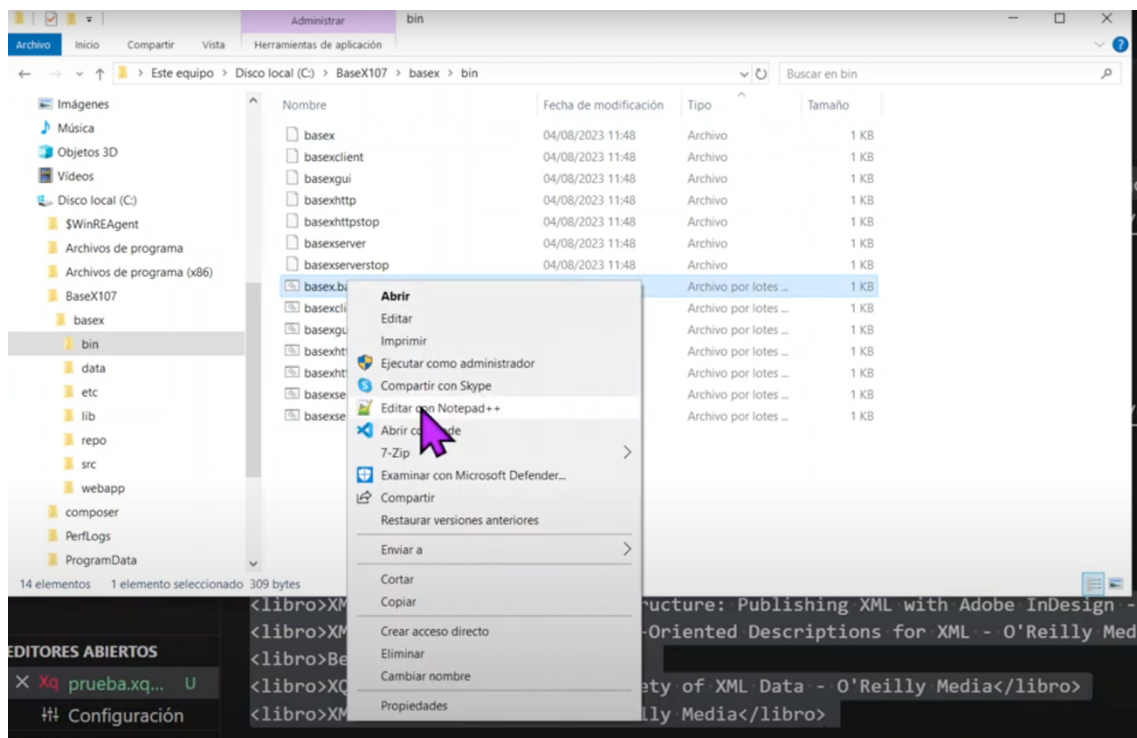 Administrar bin
Archivo Inicio Compartir Vista Herramientas de aplicación
Este equipo > Disco local (C:) > BaseX107 > basex > bin
Buscar en bin
Imágenes
Música
Objetos 3D
Vídeos
Disco local (C:)
$WinREAgent
Archivos de programa
Archivos de programa (x86)
BaseX107
basex
bin
data
etc
lib
repo
src
webapp
composer
PerfLogs
ProgramData
Nombre Fecha de modificación Tipo Tamaño
basex 04/08/2023 11:48 Archivo 1 KB
basexclient 04/08/2023 11:48 Archivo 1 KB
basexgui 04/08/2023 11:48 Archivo 1 KB
basexhttp 04/08/2023 11:48 Archivo 1 KB
basexhttpstop 04/08/2023 11:48 Archivo 1 KB
basexserver 04/08/2023 11:48 Archivo 1 KB
basexserverstop 04/08/2023 11:48 Archivo 1 KB
basex.ba Archivo por lotes ... 1 KB
basexcli Archivo por lotes ... 1 KB
basexgu Archivo por lotes ... 1 KB
basexht Archivo por lotes ... 1 KB
basexht Archivo por lotes ... 1 KB
basexse Archivo por lotes ... 1 KB
basexse Archivo por lotes ... 1 KB
Abrir
Editar
Imprimir
Ejecutar como administrador
Compartir con Skype
Editar con Notepad++
Abrir
7-Zip
Examinar con Microsoft Defender...
Compartir
Restaurar versiones anteriores
Enviar a
Cortar
Copiar
Crear acceso directo
Eliminar
Cambiar nombre
Propiedades
14 elementos 1 elemento seleccionado 309 bytes
EDITORES ABIERTOS
Xq prueba.xq... U
Configuración
<libro>XM ructure: Publishing XML with Adobe InDesign -
<libro>XM -Oriented Descriptions for XML - O'Reilly Med
<libro>Be
<libro>XQ ety of XML Data - O'Reilly Media</libro>
<libro>XM lly Media</libro>